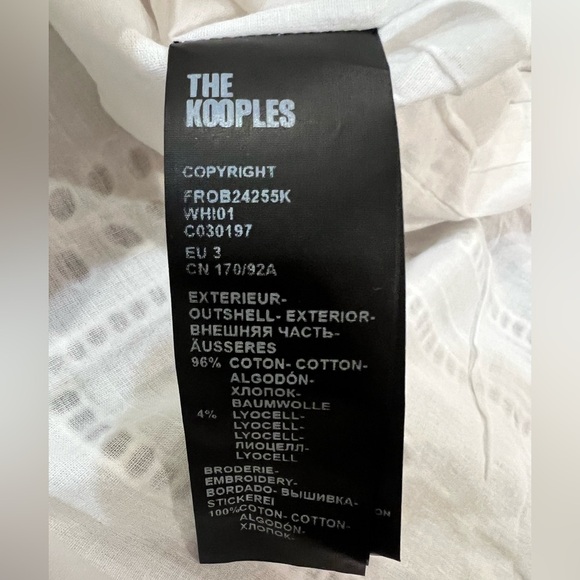 THE
KOOPLES
COPYRIGHT
FROB24255K
WHI01
C030197
EU 3
CN 170/92A
EXTERIEUR-
OUTSHELL- EXTERIOR-
ВНЕШНЯЯ ЧАСТЬ-
ÄUSSERES
96% COTON- COTTON-
ALGODÓN-
ХЛОПОК-
BAUMWOLLE
4% LYOCELL-
LYOCELL-
LYOCELL-
ЛИОЦЕЛЛ-
LYOCELL
BRODERIE-
EMBROIDERY-
BORDADO- ВЫШИВКА-
STICKEREI
100% COTON- COTTON-
ALGODÓN-
ХЛОПОК-